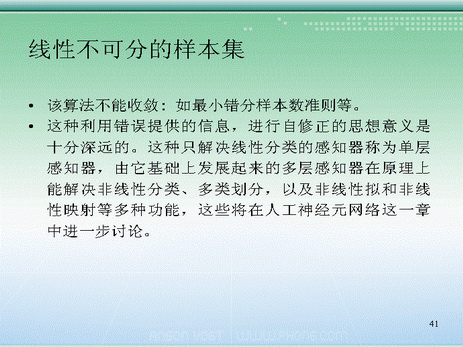 线性不可分的样本集
• 该算法不能收敛：如最小错分样本数准则等。
• 这种利用错误提供的信息，进行自修正的思想意义是
十分深远的。这种只解决线性分类的感知器称为单层
感知器，由它基础上发展起来的多层感知器在原理上
能解决非线性分类、多类划分，以及非线性拟和非线
性映射等多种功能，这些将在人工神经元网络这一章
中进一步讨论。
41